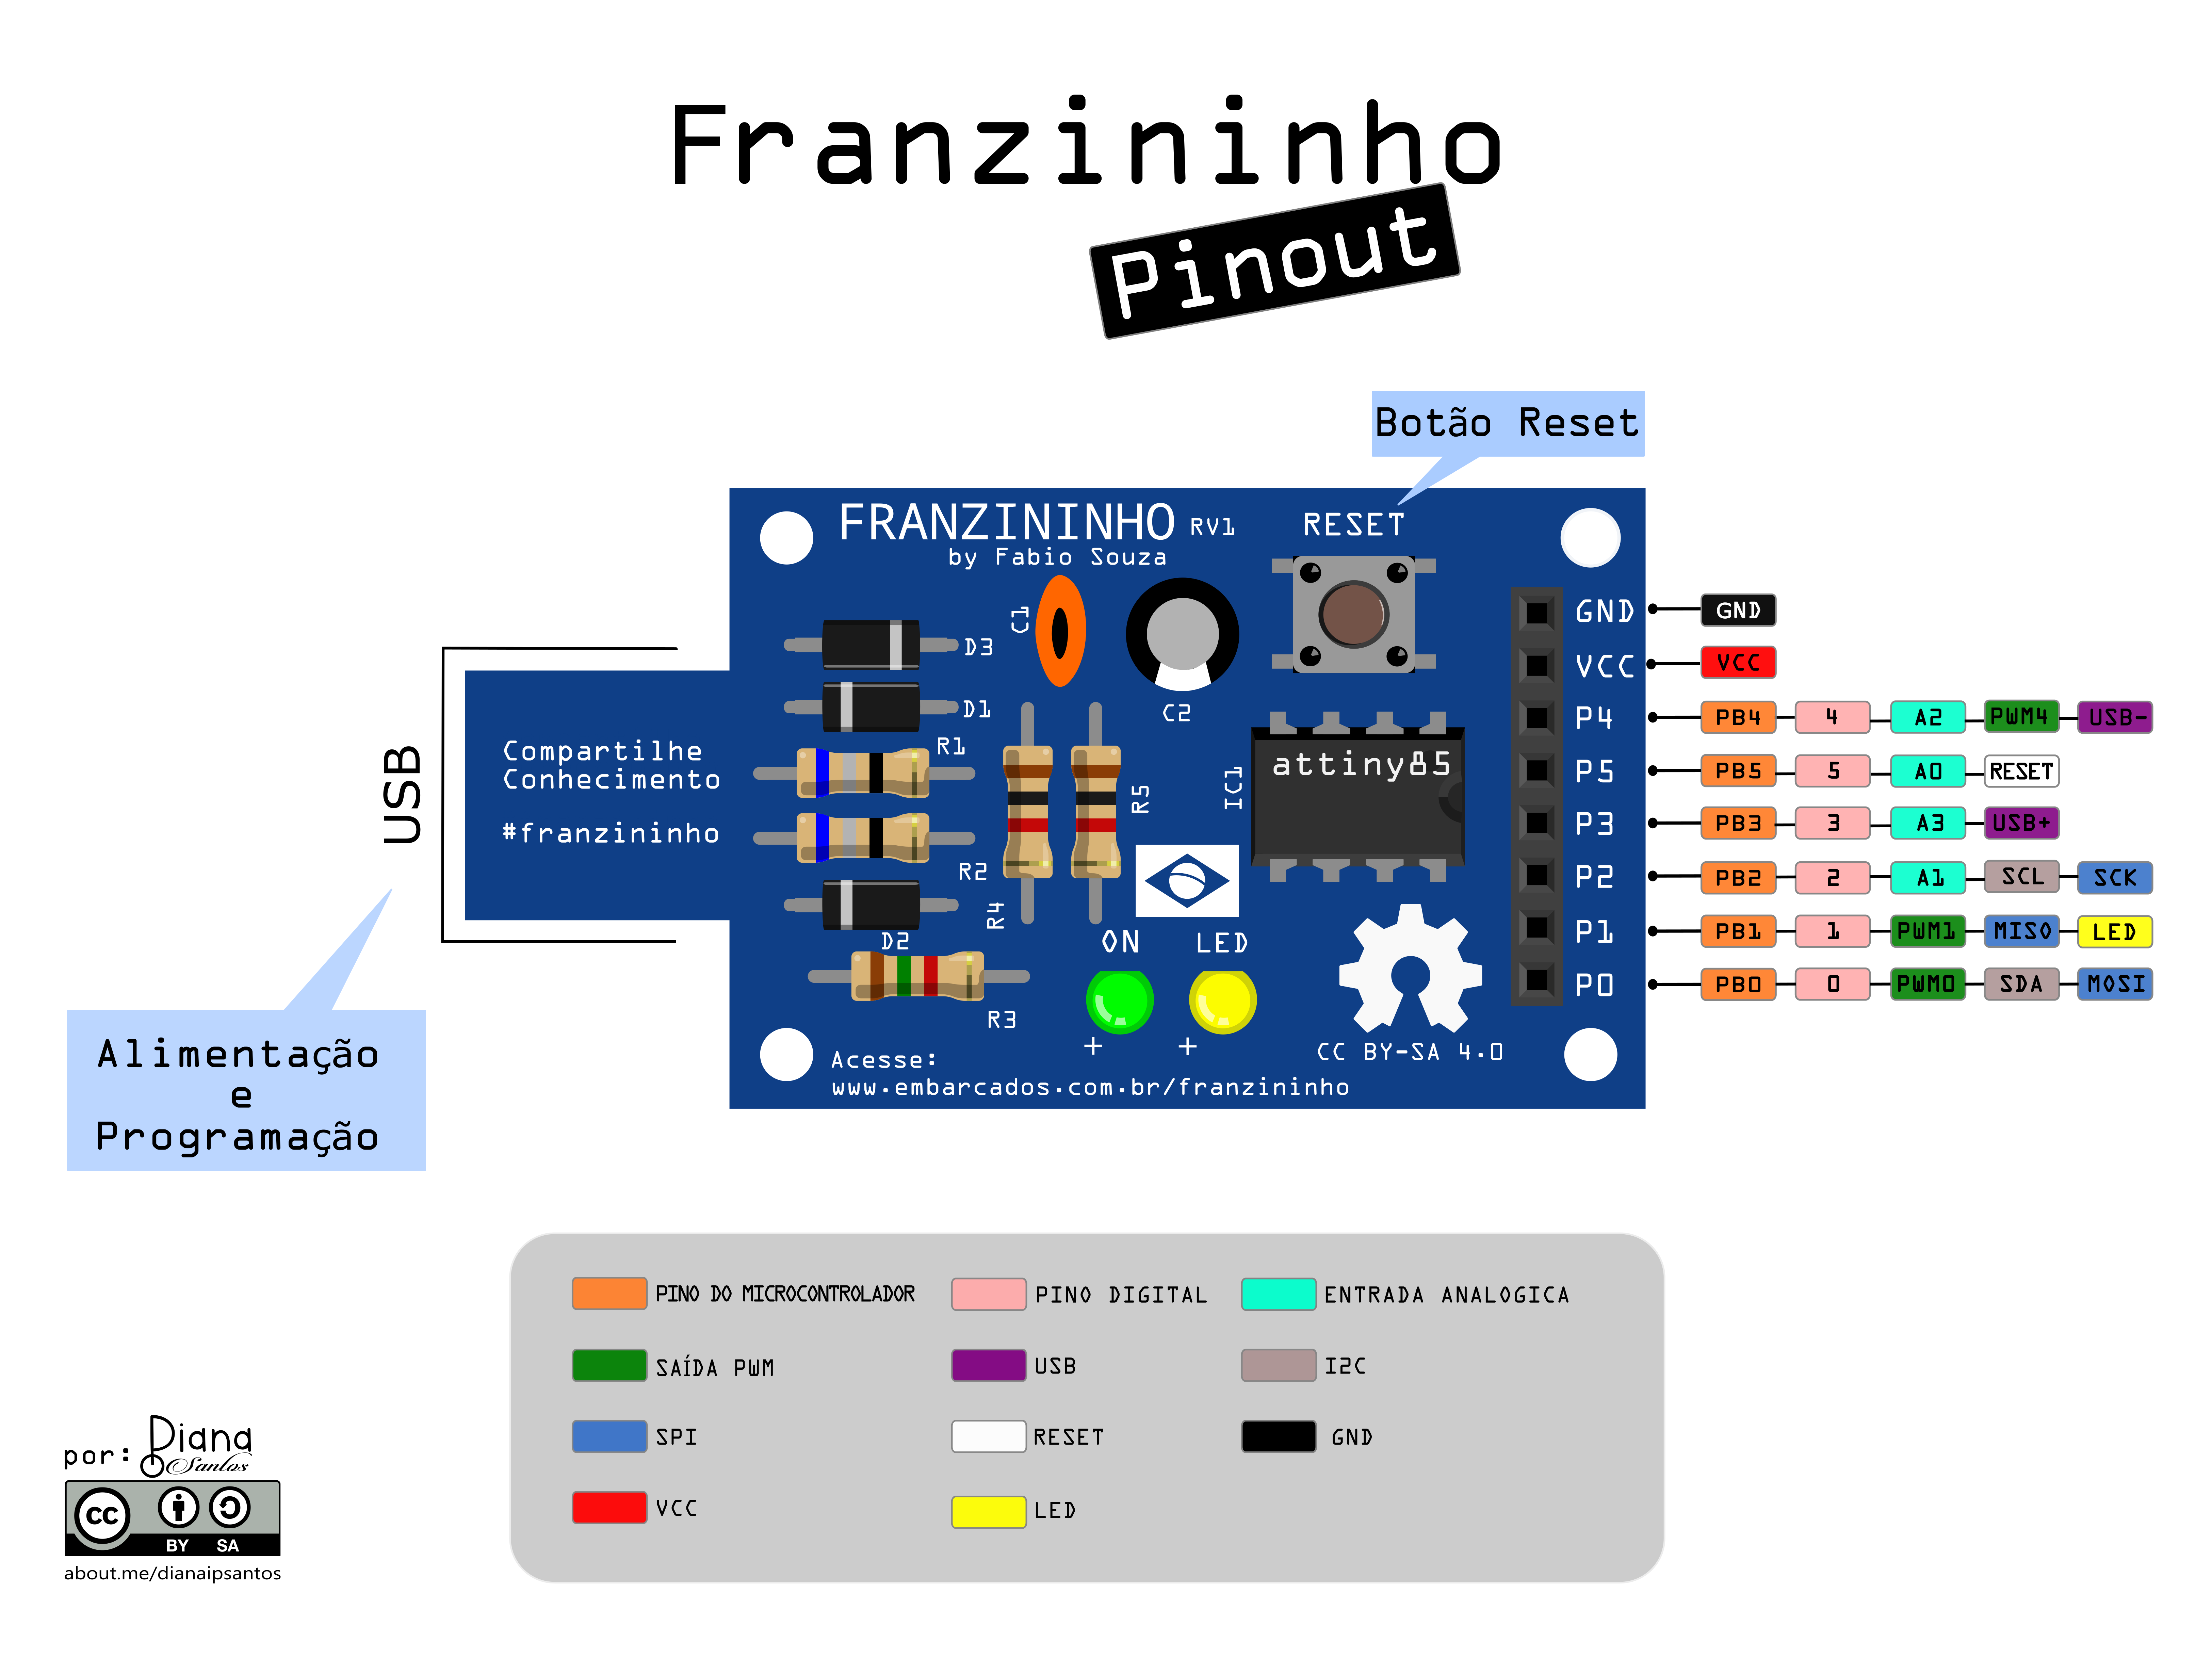 Franzininho
Pinout
Botão Reset
FRANZININHO RV1 RESET
by Fabio Souza
C1
D3
D1
C2
R1
R2
R4
R5
IC1
attiny85
D2
R3
USB
Compartilhe
Conhecimento
#franzininho
ON LED
+ +
Acesse:
www.embarcados.com.br/franzininho
CC BY-SA 4.0
GND GND
VCC VCC
P4 PB4 4 A2 PWM4 USB-
P5 PB5 5 A0 RESET
P3 PB3 3 A3 USB+
P2 PB2 2 A1 SCL SCK
P1 PB1 1 PWM1 MISO LED
P0 PB0 0 PWM0 SDA MOSI
Alimentação
e
Programação
PINO DO MICROCONTROLADOR PINO DIGITAL ENTRADA ANALOGICA
SAÍDA PWM USB I2C
SPI RESET GND
VCC LED
por: Diana
Santos
cc
BY SA
about.me/dianaipsantos